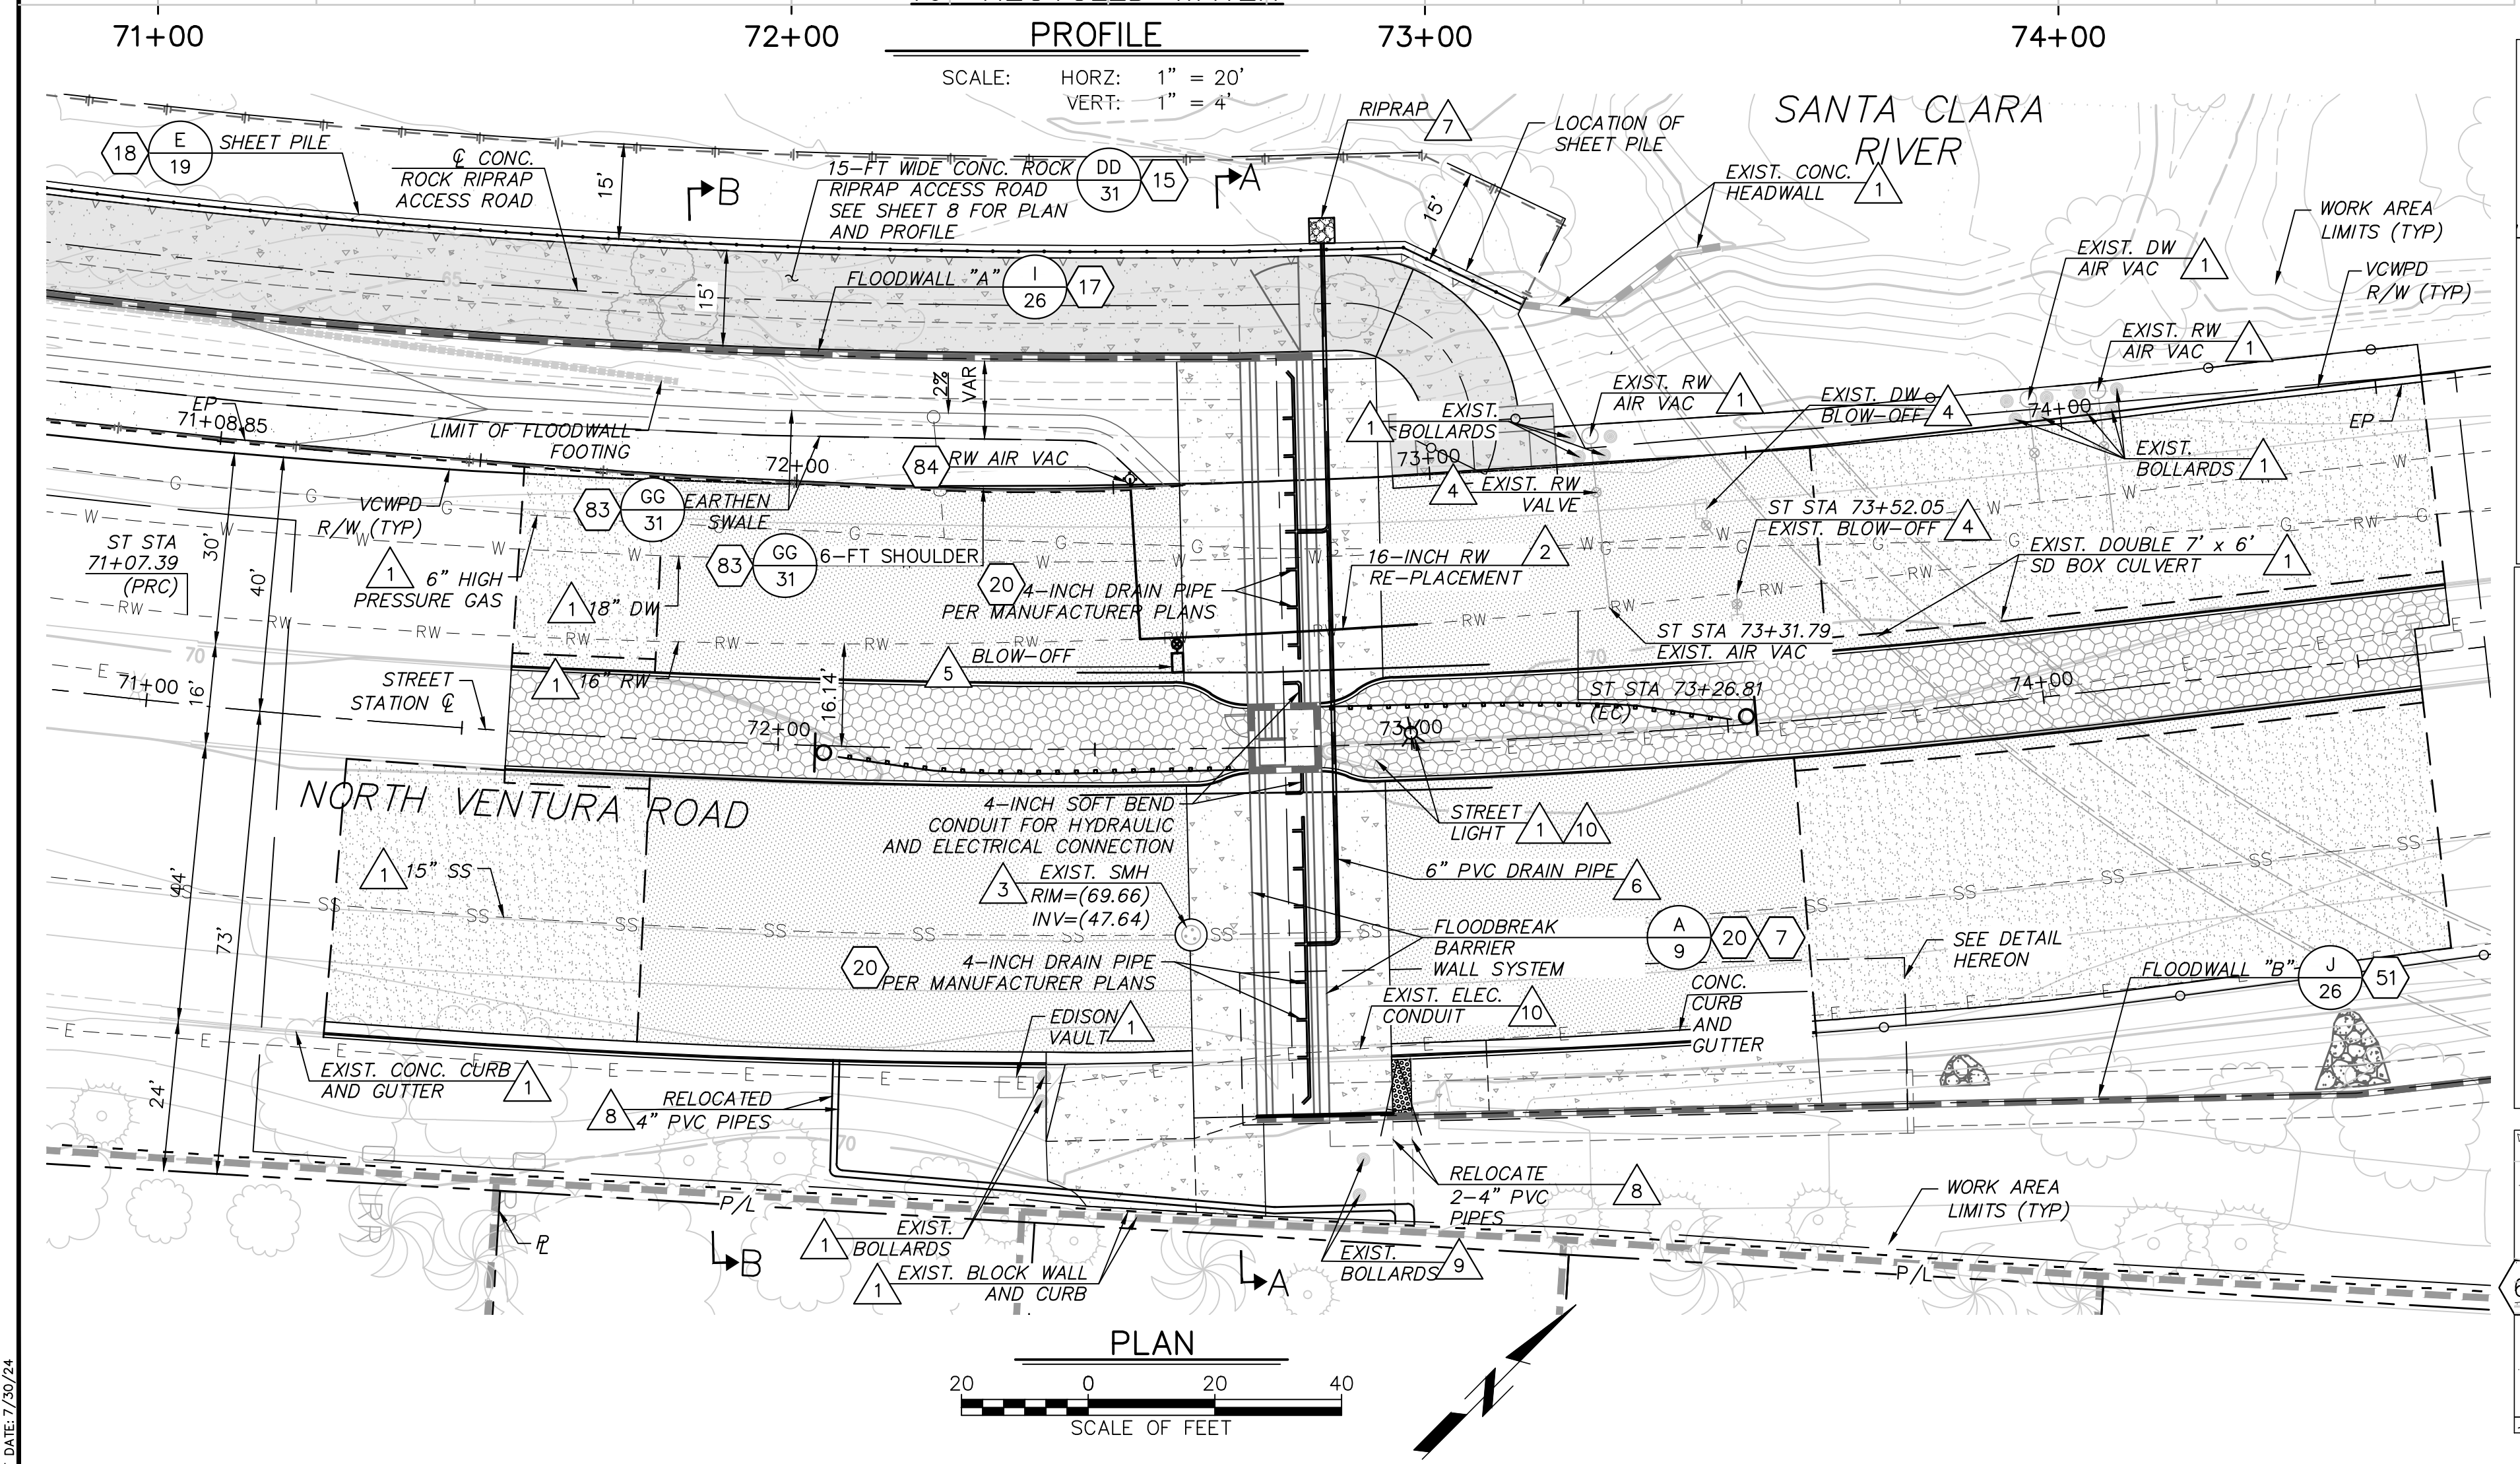 71+00
72+00
73+00
74+00
PROFILE
SCALE: HORZ: 1" = 20'
VERT: 1" = 4'
SANTA CLARA
RIVER
18
E
19
SHEET PILE
℄ CONC.
ROCK RIPRAP
ACCESS ROAD
15'
B
15-FT WIDE CONC. ROCK
RIPRAP ACCESS ROAD
SEE SHEET 8 FOR PLAN
AND PROFILE
DD
31
15
A
RIPRAP
7
LOCATION OF
SHEET PILE
15'
EXIST. CONC.
HEADWALL
1
WORK AREA
LIMITS (TYP)
EXIST. DW
AIR VAC
1
VCWPD
R/W (TYP)
65
15'
FLOODWALL "A"
I
26
17
EXIST. RW
AIR VAC
1
2%
VAR
EP
71+08.85
LIMIT OF FLOODWALL
FOOTING
72+00
84
RW AIR VAC
1
EXIST.
BOLLARDS
EXIST. RW
AIR VAC
1
EXIST. DW
BLOW-OFF
4
74+00
EP
EXIST.
BOLLARDS
1
73+00
4
EXIST. RW
VALVE
VCWPD
R/W (TYP)
83
GG
31
EARTHEN
SWALE
ST STA 73+52.05
EXIST. BLOW-OFF
4
ST STA
71+07.39
(PRC)
30'
40'
1
6" HIGH
PRESSURE GAS
83
GG
31
6-FT SHOULDER
16-INCH RW
RE-PLACEMENT
2
EXIST. DOUBLE 7' x 6'
SD BOX CULVERT
1
1
18" DW
20
4-INCH DRAIN PIPE
PER MANUFACTURER PLANS
G
W
RW
ST STA 73+31.79
EXIST. AIR VAC
70
5
BLOW-OFF
70
1
16" RW
STREET
STATION ℄
71+00
16'
16.14'
72+00
ST STA 73+26.81
(EC)
73+00
74+00
NORTH VENTURA ROAD
4-INCH SOFT BEND
CONDUIT FOR HYDRAULIC
AND ELECTRICAL CONNECTION
STREET
LIGHT
1
10
1
15" SS
3
EXIST. SMH
RIM=(69.66)
INV=(47.64)
6" PVC DRAIN PIPE
6
44'
73'
SS
FLOODBREAK
BARRIER
WALL SYSTEM
A
9
20
7
SEE DETAIL
HEREON
20
4-INCH DRAIN PIPE
PER MANUFACTURER PLANS
FLOODWALL "B"
J
26
51
EXIST. ELEC.
CONDUIT
10
CONC.
CURB
AND
GUTTER
EDISON
VAULT
1
E
EXIST. CONC. CURB
AND GUTTER
1
24'
8
RELOCATED
4" PVC PIPES
70
RELOCATE
2-4" PVC
PIPES
8
WORK AREA
LIMITS (TYP)
P/L
℄
B
1
EXIST.
BOLLARDS
1
EXIST. BLOCK WALL
AND CURB
A
EXIST.
BOLLARDS
9
P/L
PLAN
20 0 20 40
SCALE OF FEET
DATE: 7/30/24